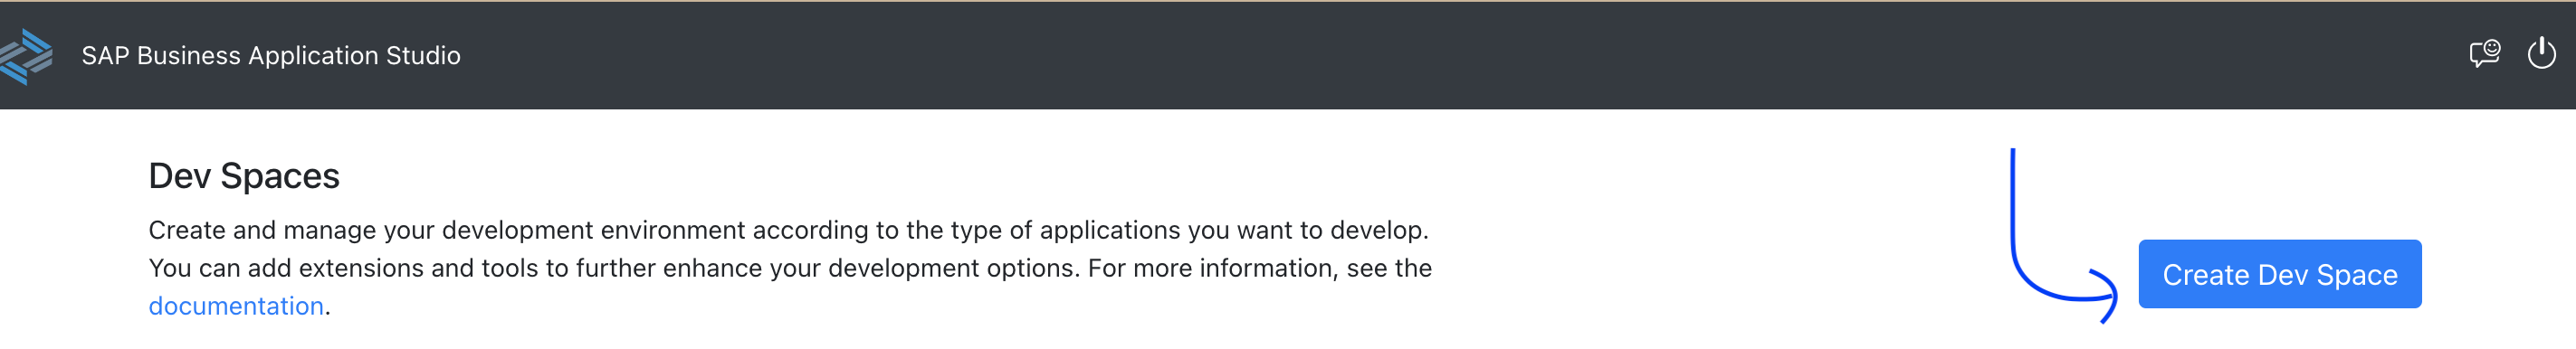 SAP Business Application Studio
Dev Spaces
Create and manage your development environment according to the type of applications you want to develop.
You can add extensions and tools to further enhance your development options. For more information, see the
documentation.
Create Dev Space